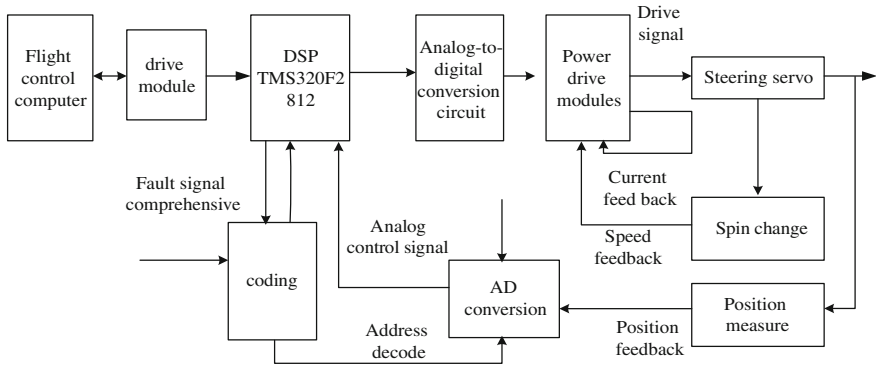 Flight
control
computer
drive
module
DSP
TMS320F2
812
Analog-to-
digital
conversion
circuit
Power
drive
modules
Drive
signal
Steering servo
Fault signal
comprehensive
coding
Analog
control signal
Address
decode
AD
conversion
Current
feed back
Speed
feedback
Spin change
Position
feedback
Position
measure